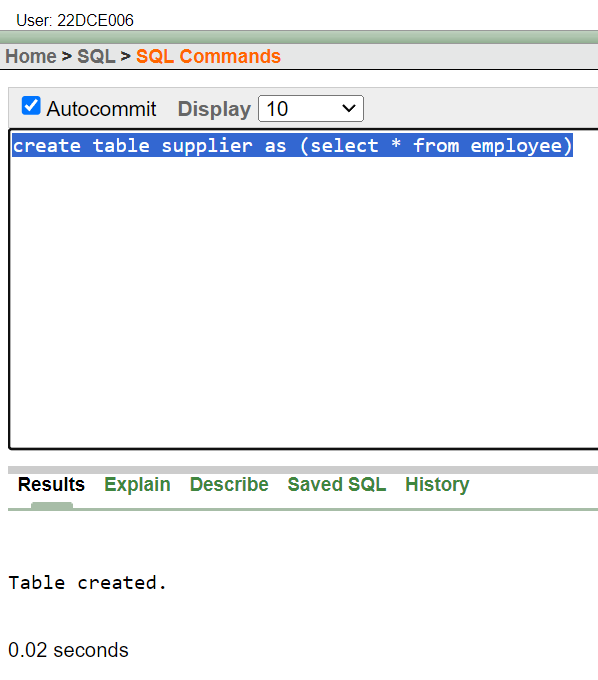 User: 22DCE006
Home > SQL > SQL Commands
Autocommit Display 10
create table supplier as (select * from employee)
Results Explain Describe Saved SQL History
Table created.
0.02 seconds